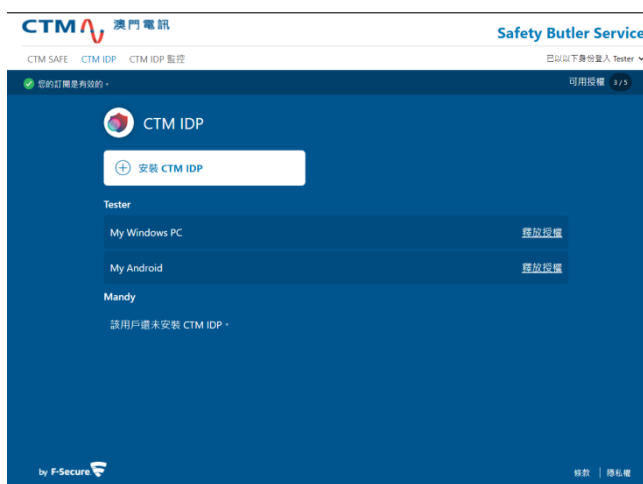 CTM 澳門電訊
Safety Butler Service
CTM SAFE CTM IDP CTM IDP 監控
已以以下身份登入 Tester
您的訂閱是有效的。
可用授權 3/5
CTM IDP
安裝 CTM IDP
Tester
My Windows PC 釋放授權
My Android 釋放授權
Mandy
該用戶還未安裝 CTM IDP。
by F-Secure
條款 | 隱私權